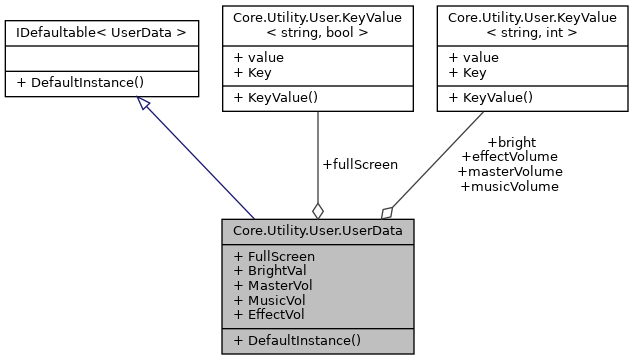 IDefaultable< UserData >
+ DefaultInstance()
Core.Utility.User.KeyValue
< string, bool >
+ value
+ Key
+ KeyValue()
Core.Utility.User.KeyValue
< string, int >
+ value
+ Key
+ KeyValue()
+fullScreen
+bright
+effectVolume
+masterVolume
+musicVolume
Core.Utility.User.UserData
+ FullScreen
+ BrightVal
+ MasterVol
+ MusicVol
+ EffectVol
+ DefaultInstance()